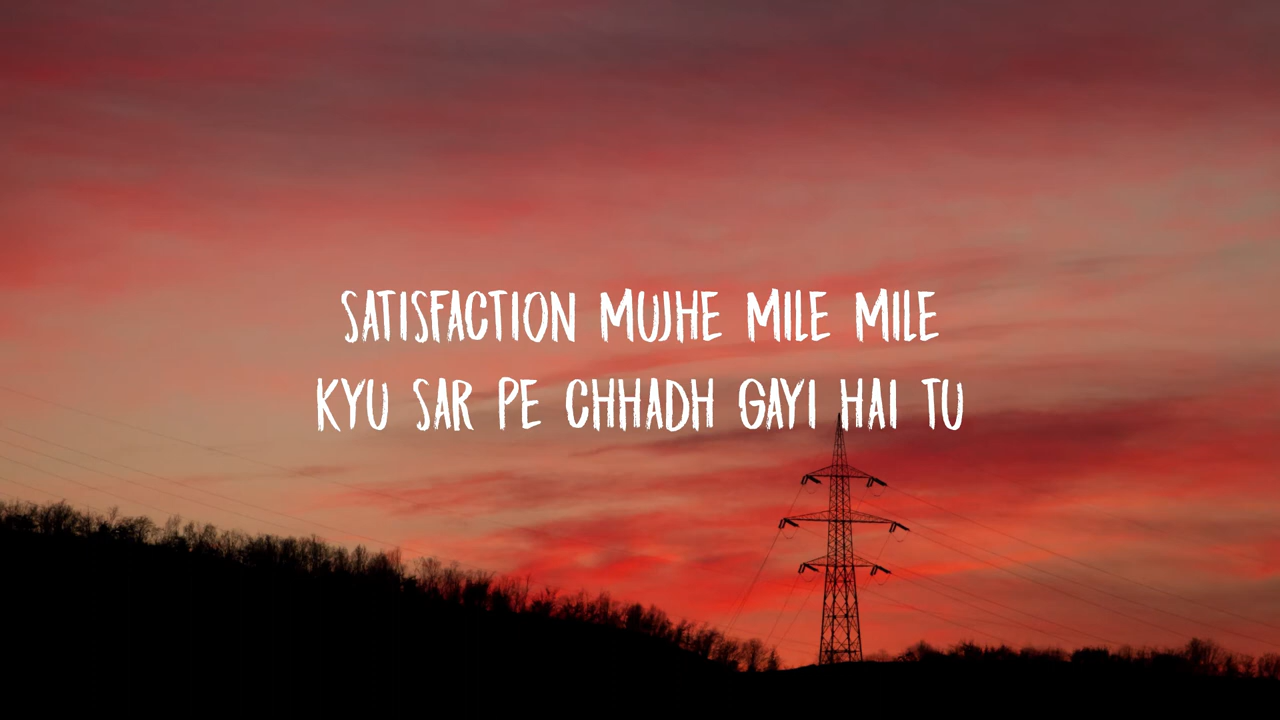 SATISFACTION MUJHE MILE MILE
KYU SAR PE CHHADH GAYI HAI TU